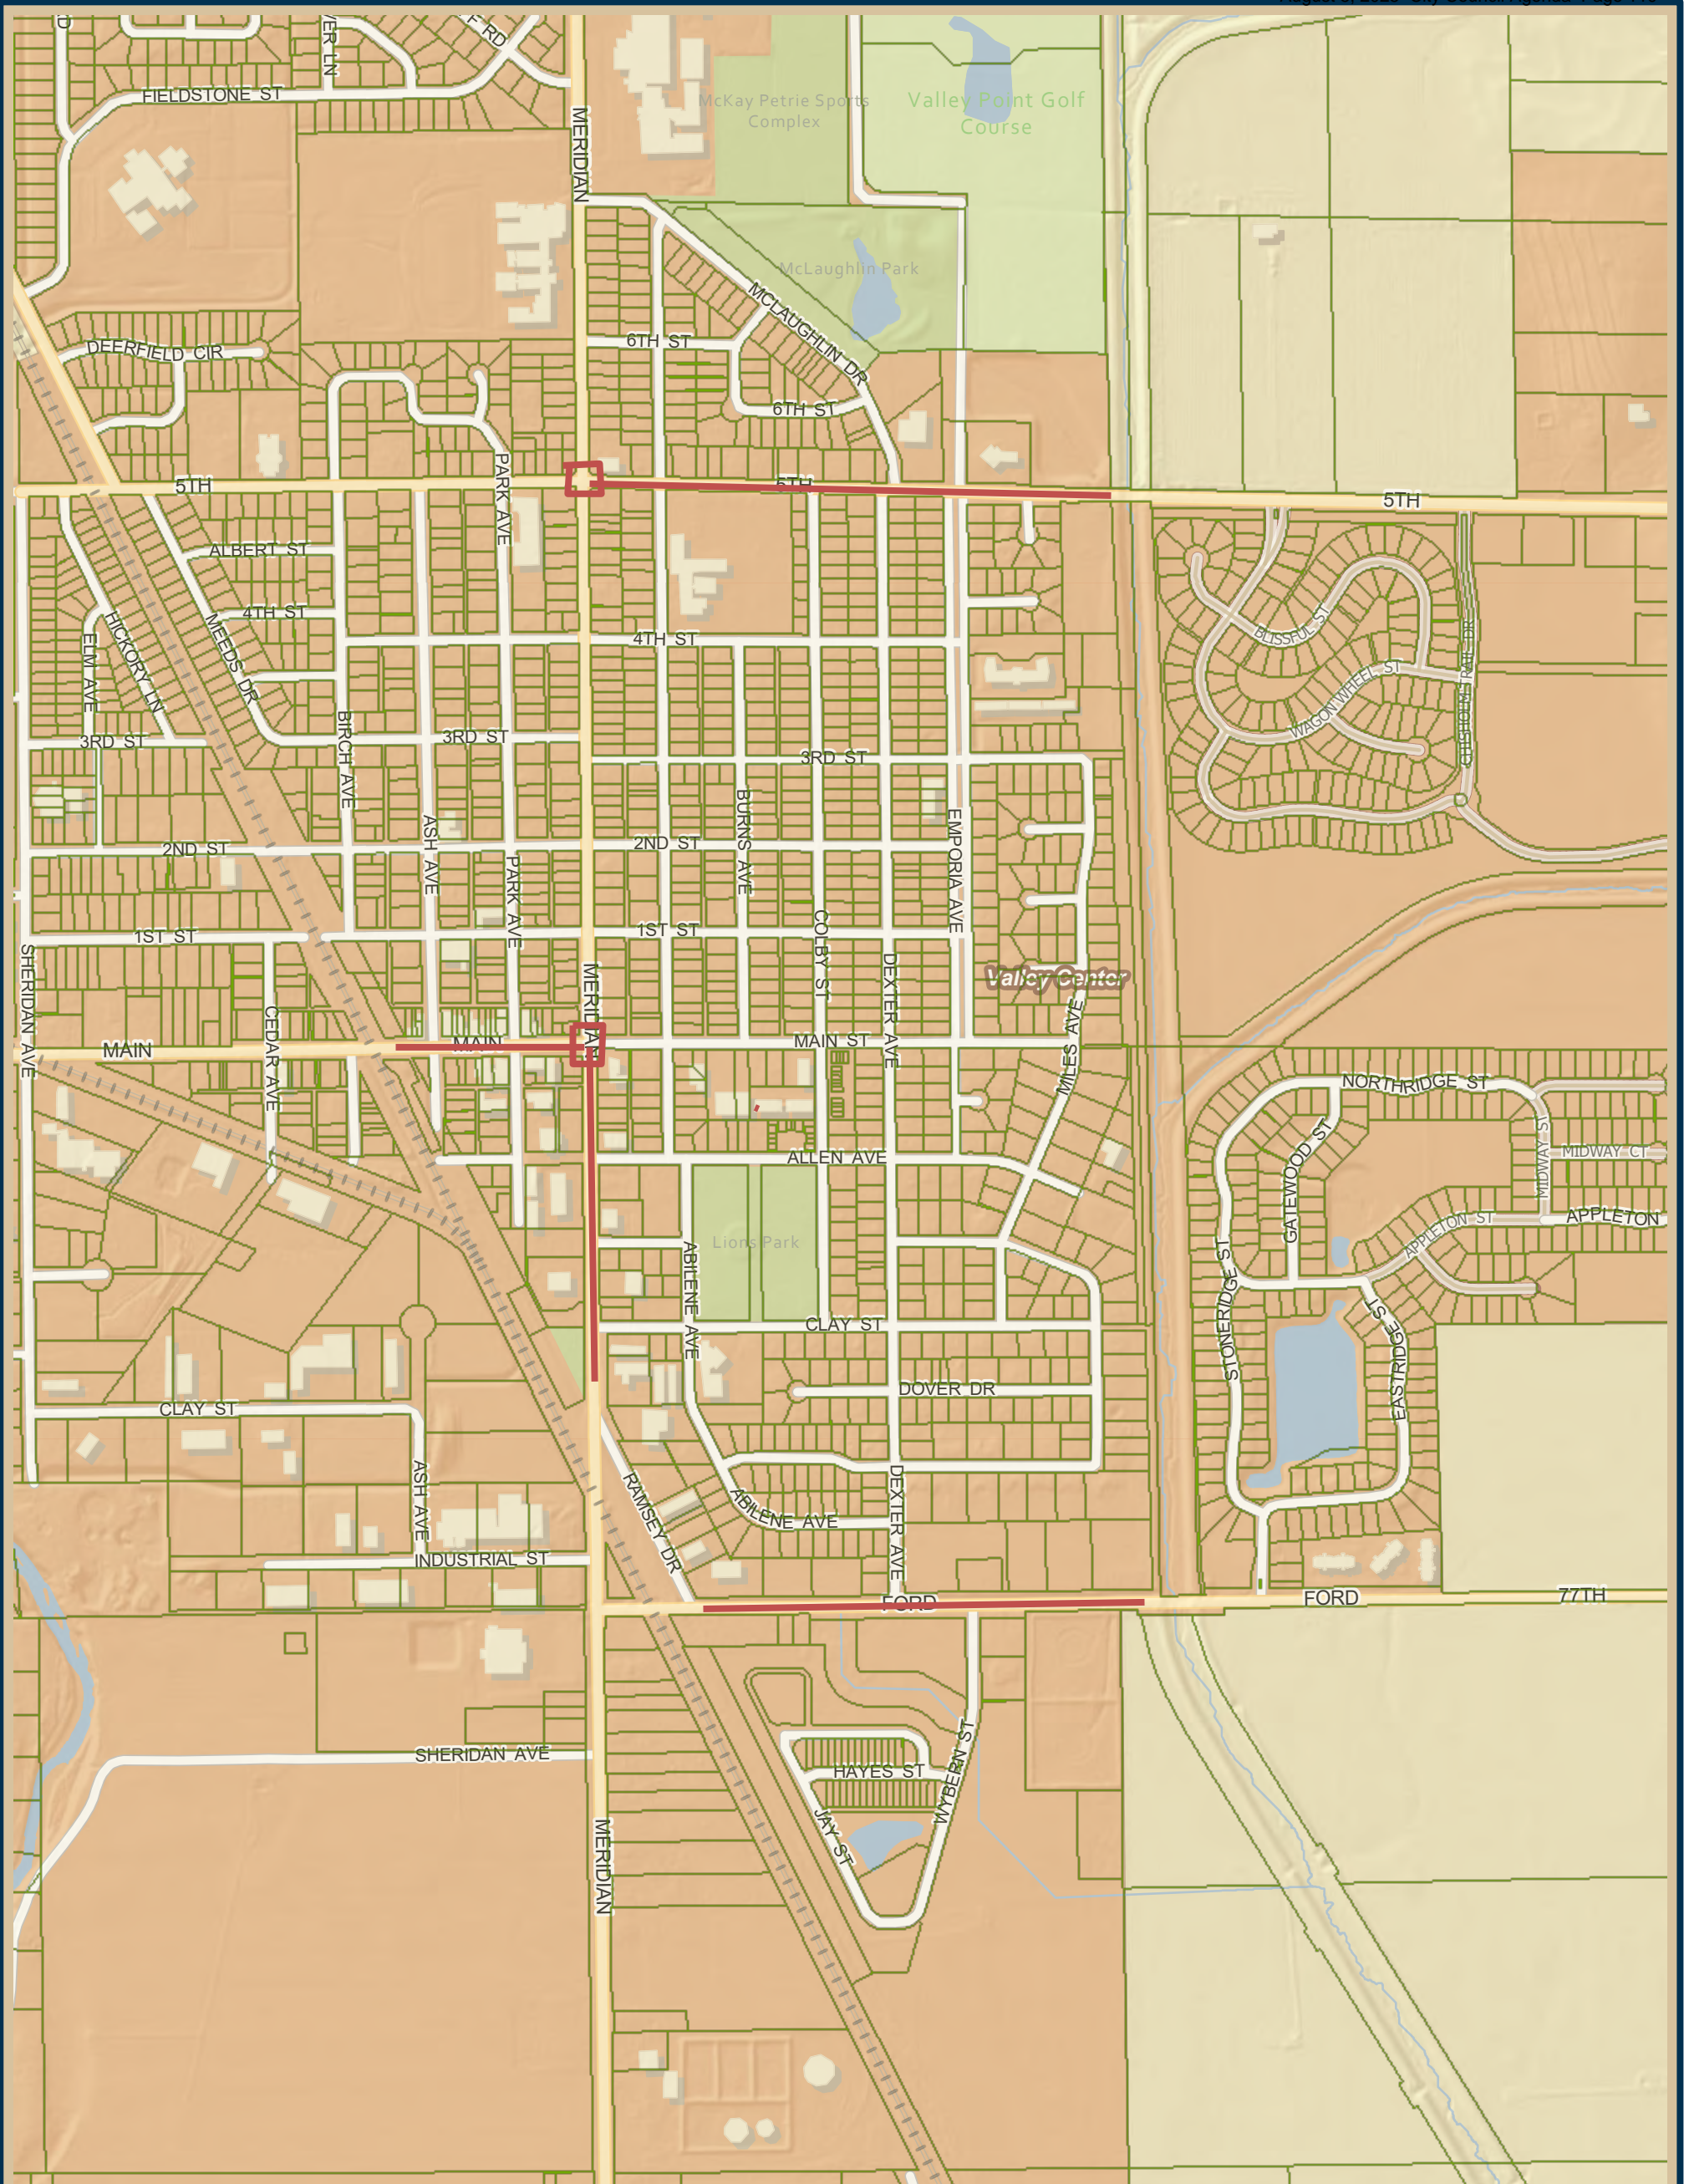 VER LN
F RD
FIELDSTONE ST
MERIDIAN
McKay Petrie Sports
Complex
Valley Point Golf
Course
McLaughlin Park
MCLAUGHLIN DR
6TH ST
DEERFIELD CIR
6TH ST
5TH
PARK AVE
5TH
5TH
ALBERT ST
4TH ST
HICKORY LN
MEEDS DR
ELM AVE
4TH ST
BLISSFUL ST
WAGON WHEEL ST
CHISHOLM TRAIL DR
3RD ST
BIRCH AVE
3RD ST
3RD ST
2ND ST
ASH AVE
PARK AVE
2ND ST
BURNS AVE
EMPORIA AVE
1ST ST
1ST ST
COLBY ST
SHERIDAN AVE
MERIDIAN
DEXTER AVE
Valley Center
MILES AVE
CEDAR AVE
MAIN
MAIN
MAIN ST
NORTHRIDGE ST
GATEWOOD ST
MIDWAY ST
MIDWAY CT
ALLEN AVE
APPLETON ST
APPLETON
Lions Park
ABILENE AVE
STONERIDGE ST
EASTRIDGE ST
CLAY ST
DOVER DR
CLAY ST
ASH AVE
RAMSEY DR
ABILENE AVE
DEXTER AVE
INDUSTRIAL ST
FORD
FORD
77TH
SHERIDAN AVE
HAYES ST
WYBERN ST
JAY ST
MERIDIAN